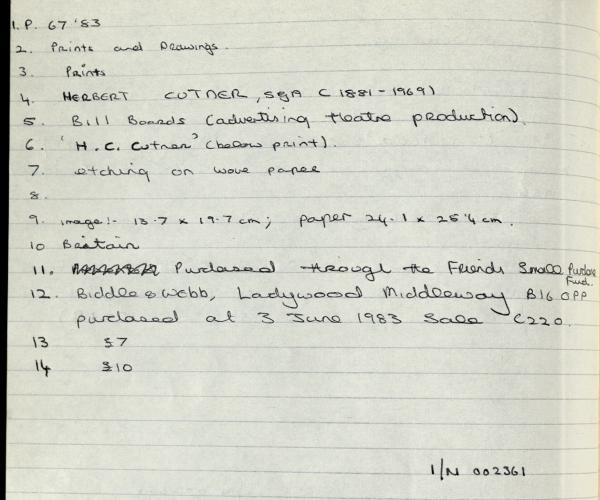 1. P. 67 '83
2. Prints and Drawings.
3. Prints
4. HERBERT CUTNER, SGA (1881-1969)
5. Bill Boards (advertising theatre production).
6. 'H. C. Cutner' (below print).
7. etching on wove paper
8.
9. image:- 13.7 x 19.7 cm; paper 24.1 x 25.4 cm.
10 Britain
11. Purchased through the Friends Small Purchase Fund.
12. Biddle & Webb, Ladywood Middleway B16 0PP
purchased at 3 June 1983 Sale C220.
13 £7
14 £10
1/N 002361